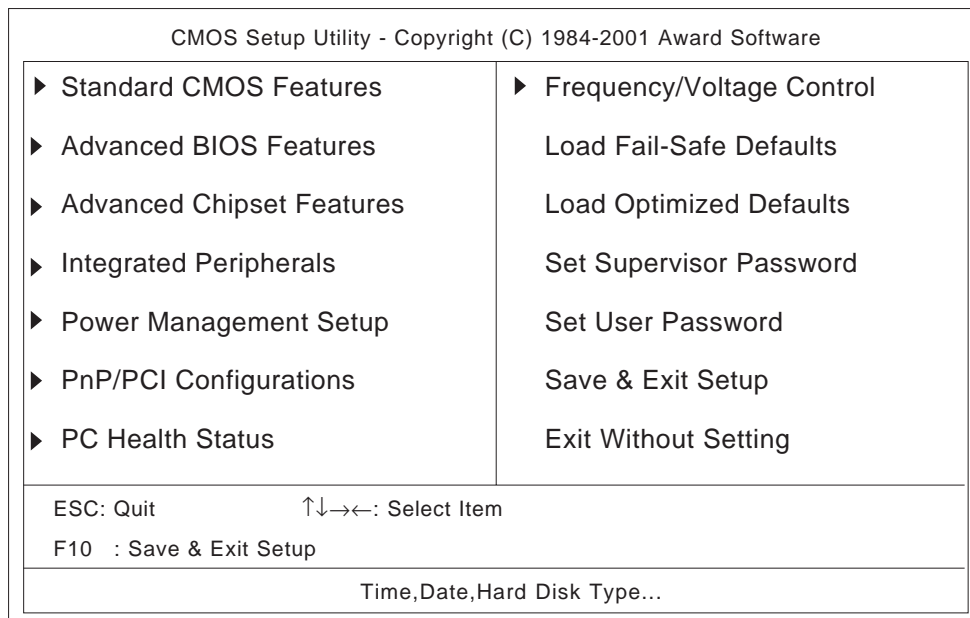 CMOS Setup Utility - Copyright (C) 1984-2001 Award Software
Standard CMOS Features
Advanced BIOS Features
Advanced Chipset Features
Integrated Peripherals
Power Management Setup
PnP/PCI Configurations
PC Health Status
Frequency/Voltage Control
Load Fail-Safe Defaults
Load Optimized Defaults
Set Supervisor Password
Set User Password
Save & Exit Setup
Exit Without Setting
ESC: Quit ↑↓→←: Select Item
F10 : Save & Exit Setup
Time,Date,Hard Disk Type...